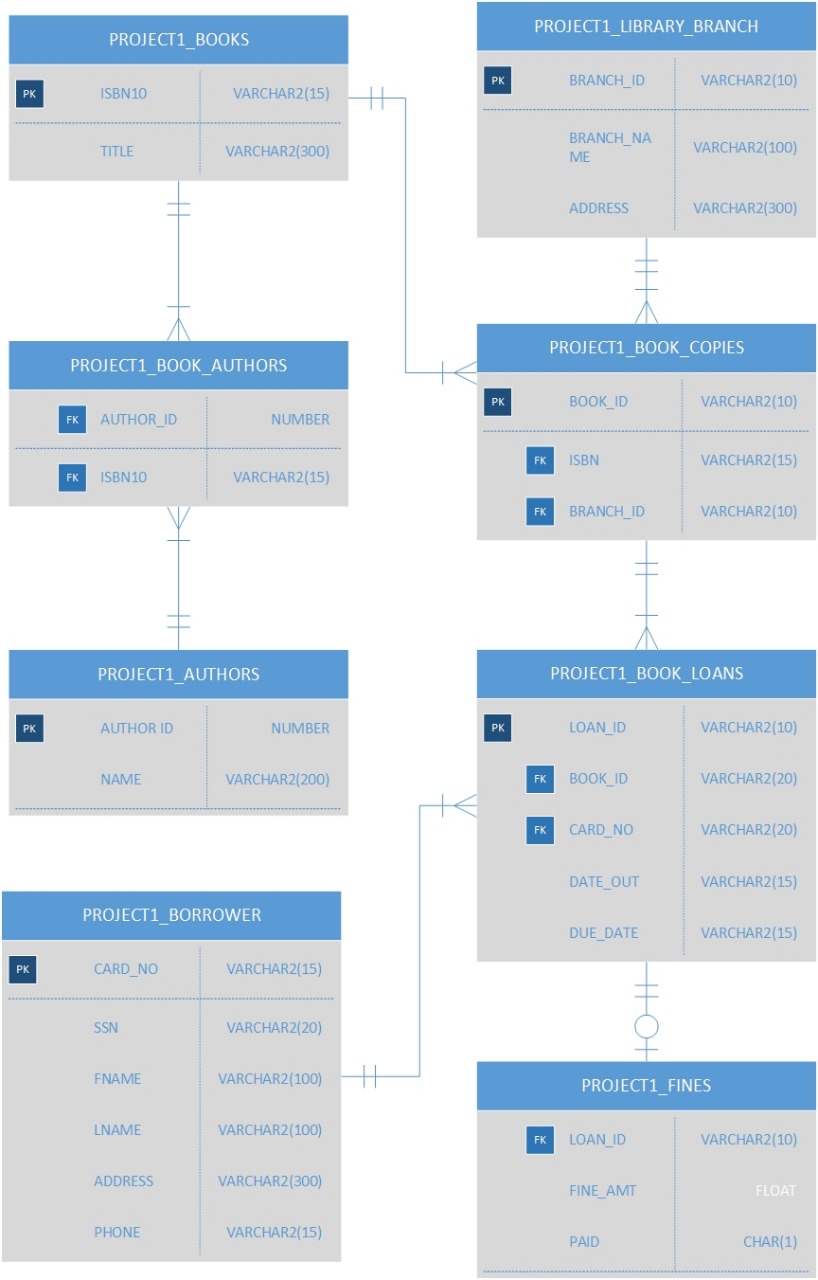 PROJECT1_BOOKS
PK ISBN10 VARCHAR2(15)
TITLE VARCHAR2(300)
PROJECT1_LIBRARY_BRANCH
PK BRANCH_ID VARCHAR2(10)
BRANCH_NA
ME VARCHAR2(100)
ADDRESS VARCHAR2(300)
PROJECT1_BOOK_AUTHORS
FK AUTHOR_ID NUMBER
FK ISBN10 VARCHAR2(15)
PROJECT1_BOOK_COPIES
PK BOOK_ID VARCHAR2(10)
FK ISBN VARCHAR2(15)
FK BRANCH_ID VARCHAR2(10)
PROJECT1_AUTHORS
PK AUTHOR ID NUMBER
NAME VARCHAR2(200)
PROJECT1_BOOK_LOANS
PK LOAN_ID VARCHAR2(10)
FK BOOK_ID VARCHAR2(20)
FK CARD_NO VARCHAR2(20)
DATE_OUT VARCHAR2(15)
DUE_DATE VARCHAR2(15)
PROJECT1_BORROWER
PK CARD_NO VARCHAR2(15)
SSN VARCHAR2(20)
FNAME VARCHAR2(100)
LNAME VARCHAR2(100)
ADDRESS VARCHAR2(300)
PHONE VARCHAR2(15)
PROJECT1_FINES
FK LOAN_ID VARCHAR2(10)
FINE_AMT FLOAT
PAID CHAR(1)